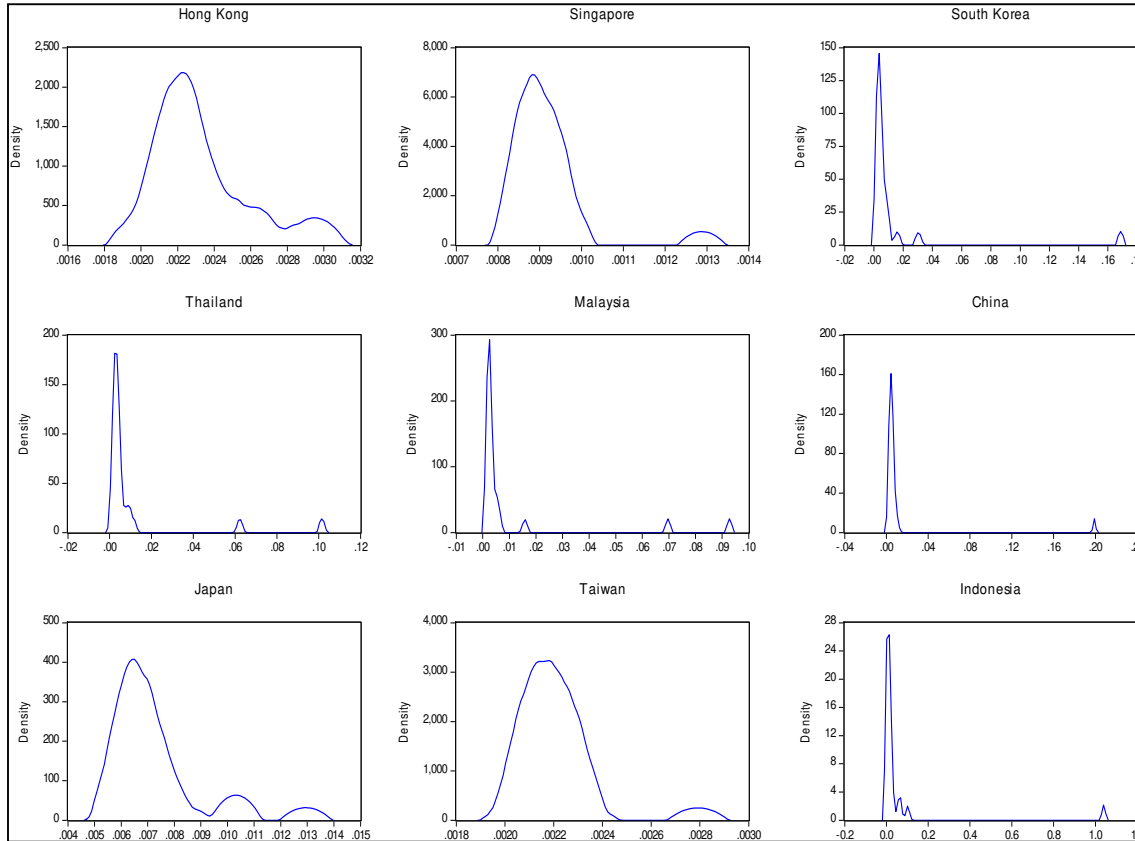 Hong Kong
2,500
2,000
1,500
1,000
500
0
Density
.0016 .0018 .0020 .0022 .0024 .0026 .0028 .0030 .0032
Singapore
8,000
6,000
4,000
2,000
0
Density
.0007 .0008 .0009 .0010 .0011 .0012 .0013 .0014
South Korea
150
125
100
75
50
25
0
Density
-.02 .00 .02 .04 .06 .08 .10 .12 .14 .16
Thailand
200
150
100
50
0
Density
-.02 .00 .02 .04 .06 .08 .10 .12
Malaysia
300
200
100
0
Density
-.01 .00 .01 .02 .03 .04 .05 .06 .07 .08 .09 .10
China
200
160
120
80
40
0
Density
-.04 .00 .04 .08 .12 .16 .20
Japan
500
400
300
200
100
0
Density
.004 .005 .006 .007 .008 .009 .010 .011 .012 .013 .014 .015
Taiwan
4,000
3,000
2,000
1,000
0
Density
.0018 .0020 .0022 .0024 .0026 .0028 .0030
Indonesia
28
24
20
16
12
8
4
0
Density
-0.2 0.0 0.2 0.4 0.6 0.8 1.0